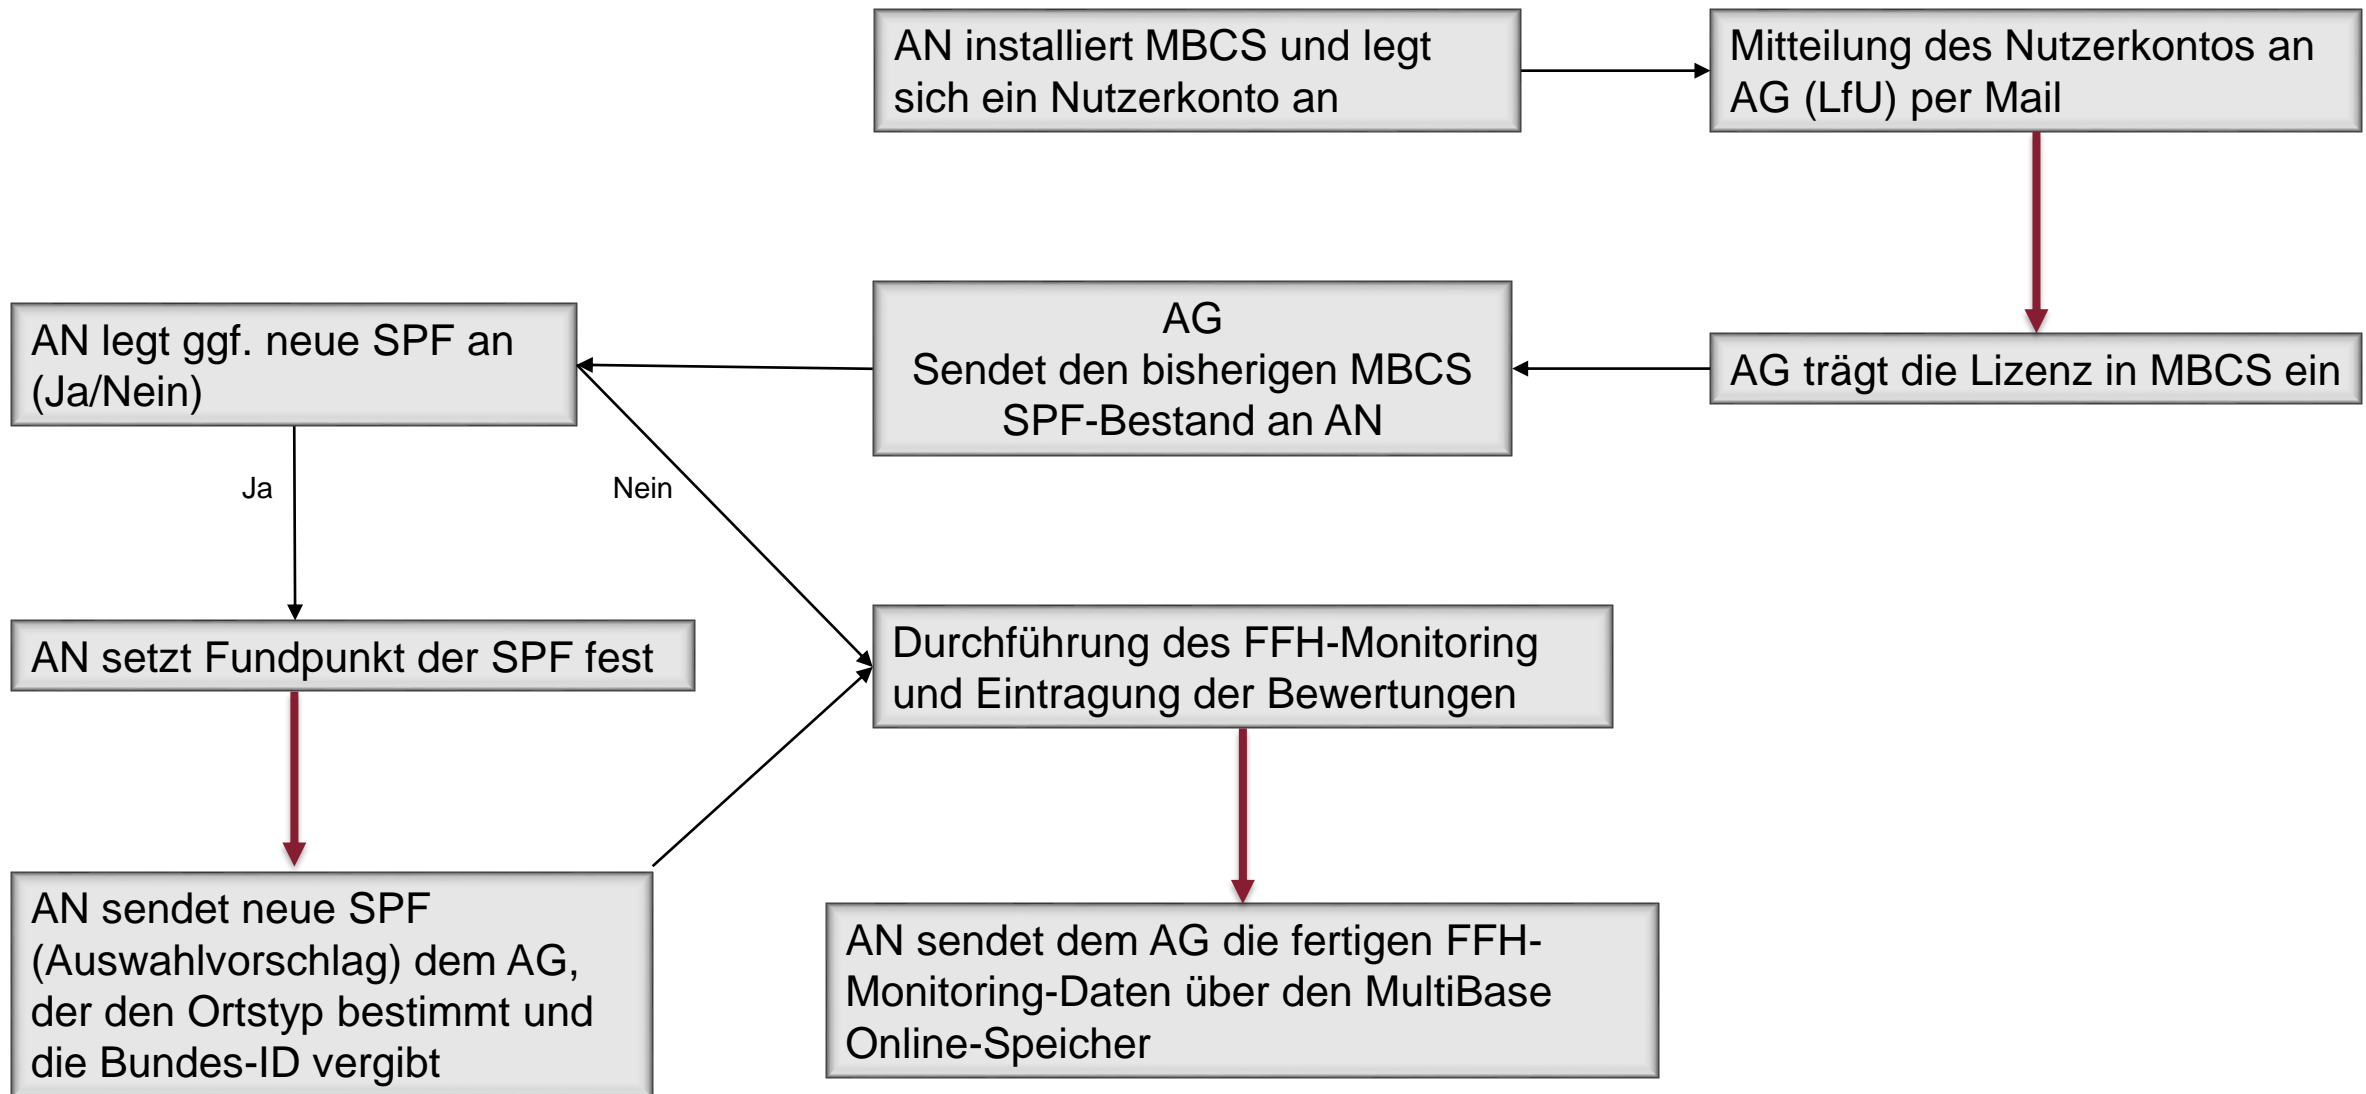 AN installiert MBCS und legt
sich ein Nutzerkonto an
Mitteilung des Nutzerkontos an
AG (LfU) per Mail
AG trägt die Lizenz in MBCS ein
AG
Sendet den bisherigen MBCS
SPF-Bestand an AN
AN legt ggf. neue SPF an
(Ja/Nein)
Ja
Nein
AN setzt Fundpunkt der SPF fest
AN sendet neue SPF
(Auswahlvorschlag) dem AG,
der den Ortstyp bestimmt und
die Bundes-ID vergibt
Durchführung des FFH-Monitoring
und Eintragung der Bewertungen
AN sendet dem AG die fertigen FFH-
Monitoring-Daten über den MultiBase
Online-Speicher